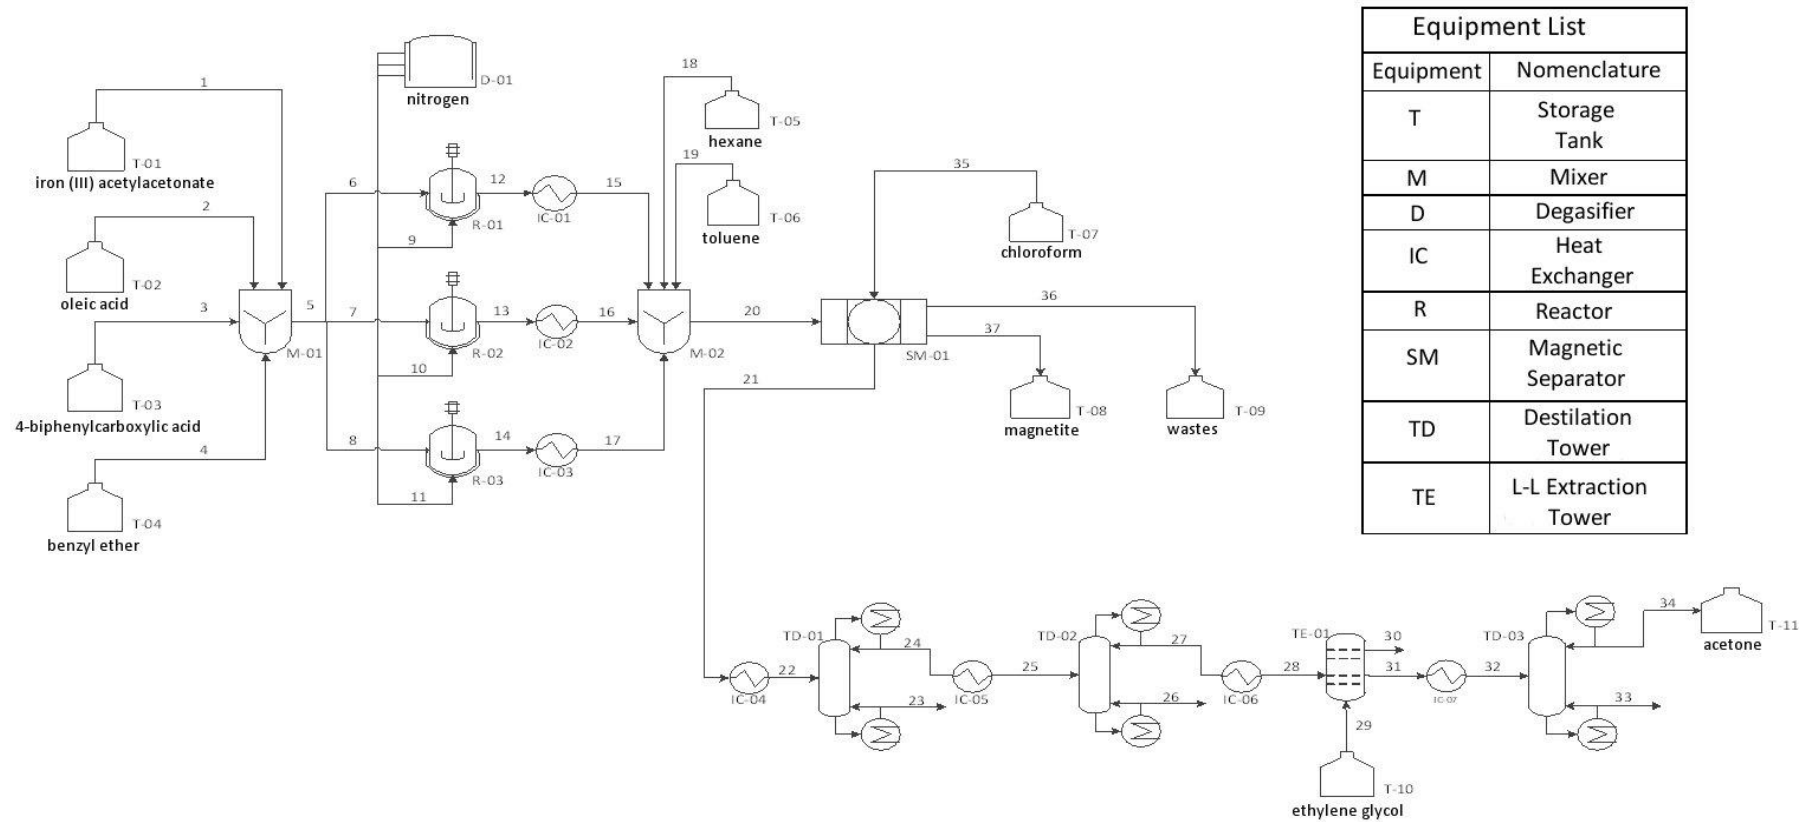 1
T-01
iron (III) acetylacetonate
2
T-02
oleic acid
3
T-03
4-biphenylcarboxylic acid
4
T-04
benzyl ether
M-01
5
D-01
nitrogen
6
7
8
9
10
11
R-01
R-02
R-03
12
13
14
IC-01
IC-02
IC-03
15
16
17
18
T-05
hexane
19
T-06
toluene
M-02
20
35
T-07
chloroform
SM-01
36
37
T-08
magnetite
T-09
wastes
21
IC-04
22
TD-01
24
23
IC-05
25
TD-02
27
26
IC-06
28
TE-01
30
31
29
T-10
ethylene glycol
IC-07
32
TD-03
34
33
T-11
acetone
Equipment List
Equipment Nomenclature
T Storage
Tank
M Mixer
D Degasifier
IC Heat
Exchanger
R Reactor
SM Magnetic
Separator
TD Destilation
Tower
TE L-L Extraction
Tower